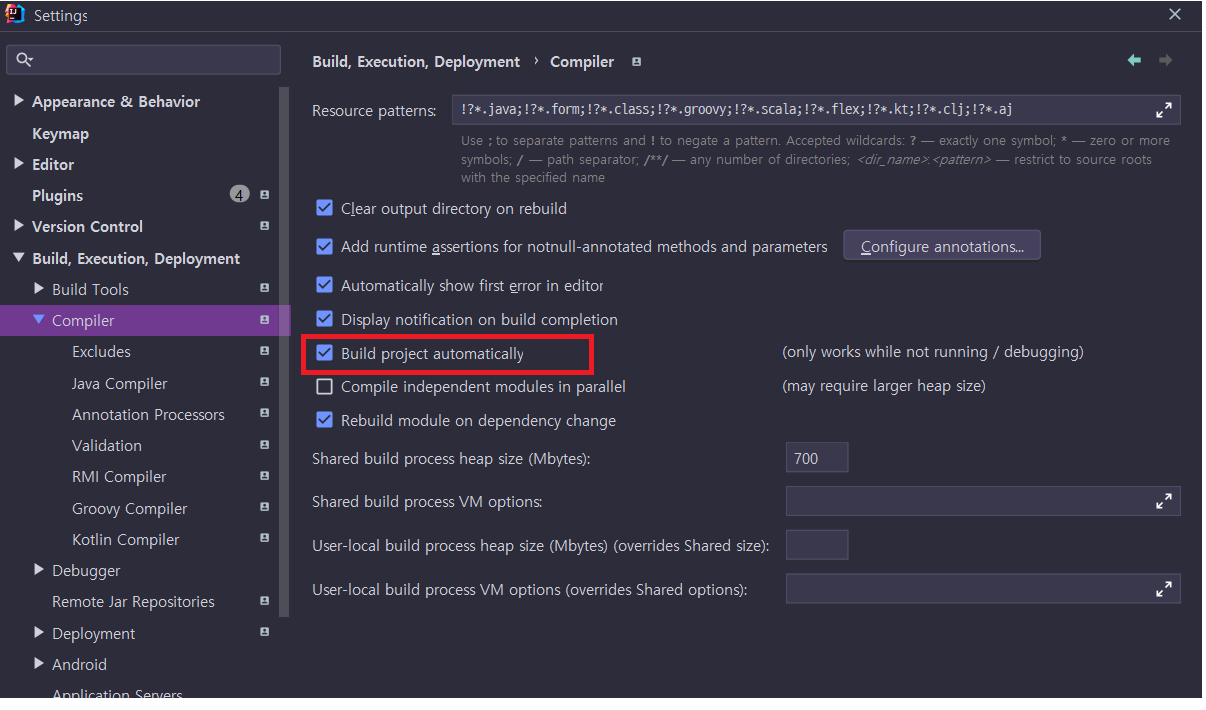 Settings
Appearance & Behavior
Keymap
Editor
Plugins 4
Version Control
Build, Execution, Deployment
Build Tools
Compiler
Excludes
Java Compiler
Annotation Processors
Validation
RMI Compiler
Groovy Compiler
Kotlin Compiler
Debugger
Remote Jar Repositories
Deployment
Android
Application Servers
Build, Execution, Deployment › Compiler
Resource patterns: !?*.java;!?*.form;!?*.class;!?*.groovy;!?*.scala;!?*.flex;!?*.kt;!?*.clj;!?*.aj
Use ; to separate patterns and ! to negate a pattern. Accepted wildcards: ? — exactly one symbol; * — zero or more
symbols; / — path separator; /**/ — any number of directories; <dir_name>:<pattern> — restrict to source roots
with the specified name
Clear output directory on rebuild
Add runtime assertions for notnull-annotated methods and parameters Configure annotations...
Automatically show first error in editor
Display notification on build completion
Build project automatically (only works while not running / debugging)
Compile independent modules in parallel (may require larger heap size)
Rebuild module on dependency change
Shared build process heap size (Mbytes): 700
Shared build process VM options:
User-local build process heap size (Mbytes) (overrides Shared size):
User-local build process VM options (overrides Shared options):